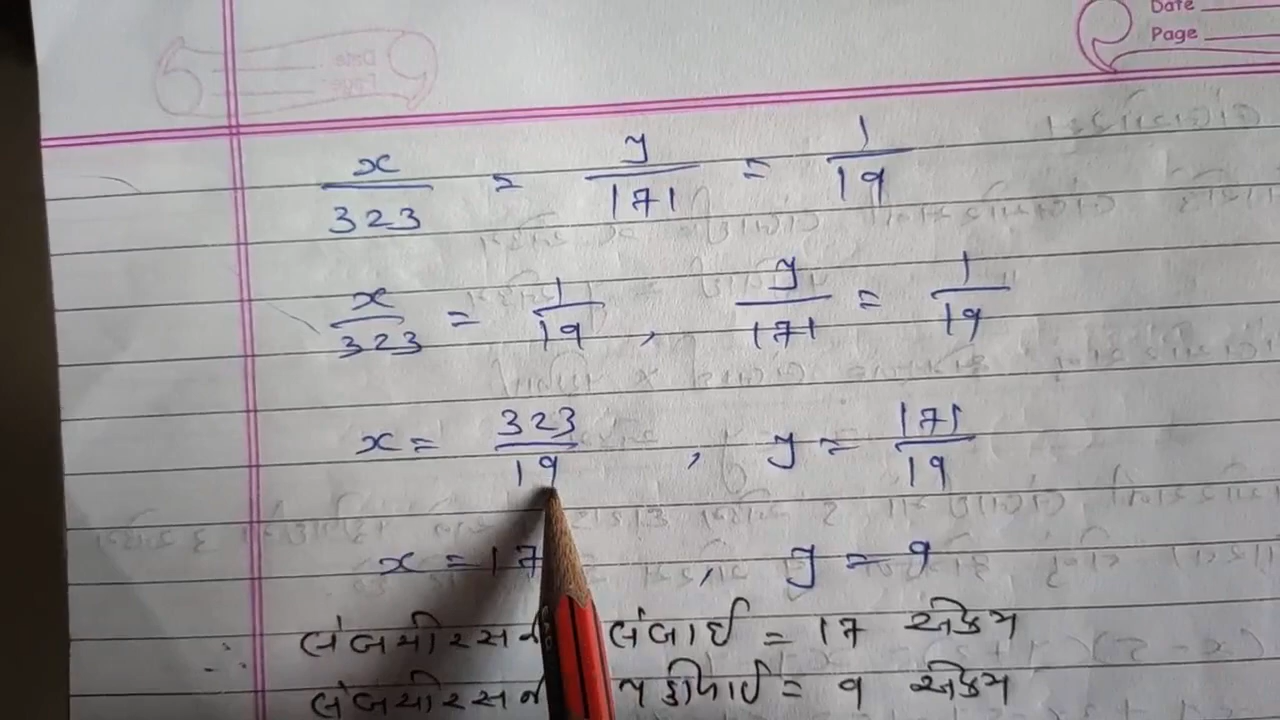 Date
Page
x/323 = y/171 = 1/19
x/323 = 1/19 , y/171 = 1/19
x = 323/19 , y = 171/19
x = 17 , y = 9
∴ લંબચોરસની લંબાઈ = 17 એકમ
લંબચોરસની પહોળાઈ = 9 એકમ